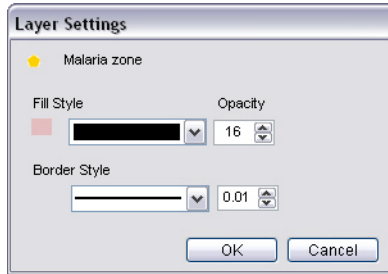 Layer Settings
Malaria zone
Fill Style Opacity
16
Border Style
0.01
OK Cancel